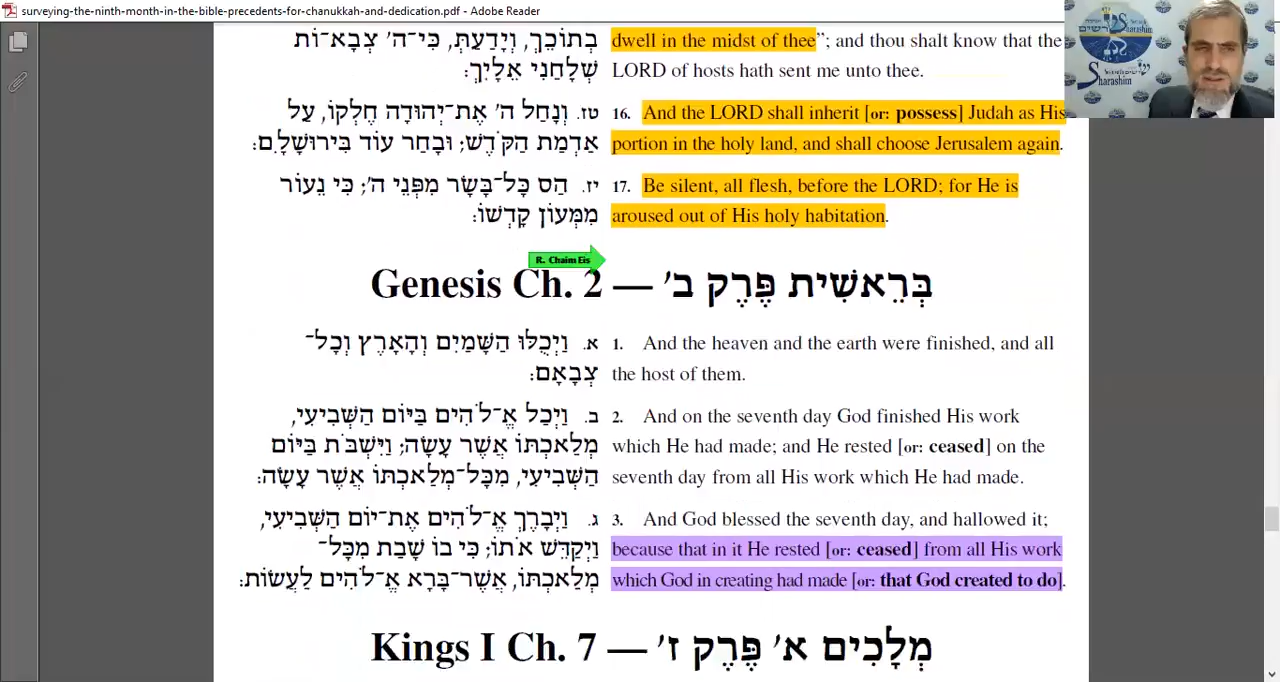 surveying-the-ninth-month-in-the-bible-precedents-for-chanukkah-and-dedication.pdf - Adobe Reader
dwell in the midst of thee”; and thou shalt know that the
LORD of hosts hath sent me unto thee.
בְתוֹכֵךְ, וְיָדַעַתְּ, כִּי־ה׳ צְבָא־וֹת
שְׁלָחַנִי אֵלָיִךְ:
16. And the LORD shall inherit [or: possess] Judah as His
portion in the holy land, and shall choose Jerusalem again.
טז. וְנָחַל ה׳ אֶת־יְהוּדָה חֶלְקוֹ, עַל
אַדְמַת הַקֹּדֶשׁ; וּבָחַר עוֹד בִּירוּשָׁלָ‍ִם:
17. Be silent, all flesh, before the LORD; for He is
aroused out of His holy habitation.
יז. הַס כָּל־בָּשָׂר מִפְּנֵי ה׳; כִּי נֵעוֹר
מִמְּעוֹן קָדְשׁוֹ:
R. Chaim Eis
Genesis Ch. 2 — בְּרֵאשִׁית פֶּרֶק ב׳
1. And the heaven and the earth were finished, and all
the host of them.
א. וַיְכֻלּוּ הַשָּׁמַיִם וְהָאָרֶץ וְכָל־
צְבָאָם:
2. And on the seventh day God finished His work
which He had made; and He rested [or: ceased] on the
seventh day from all His work which He had made.
ב. וַיְכַל אֱ־לֹהִים בַּיּוֹם הַשְּׁבִיעִי,
מְלַאכְתּוֹ אֲשֶׁר עָשָׂה; וַיִּשְׁבֹּת בַּיּוֹם
הַשְּׁבִיעִי, מִכָּל־מְלַאכְתּוֹ אֲשֶׁר עָשָׂה:
3. And God blessed the seventh day, and hallowed it;
because that in it He rested [or: ceased] from all His work
which God in creating had made [or: that God created to do].
ג. וַיְבָרֶךְ אֱ־לֹהִים אֶת־יוֹם הַשְּׁבִיעִי,
וַיְקַדֵּשׁ אֹתוֹ; כִּי בוֹ שָׁבַת מִכָּל־
מְלַאכְתּוֹ, אֲשֶׁר־בָּרָא אֱ־לֹהִים לַעֲשׂוֹת:
Kings I Ch. 7 — מְלָכִים א׳ פֶּרֶק ז׳
Sharashim